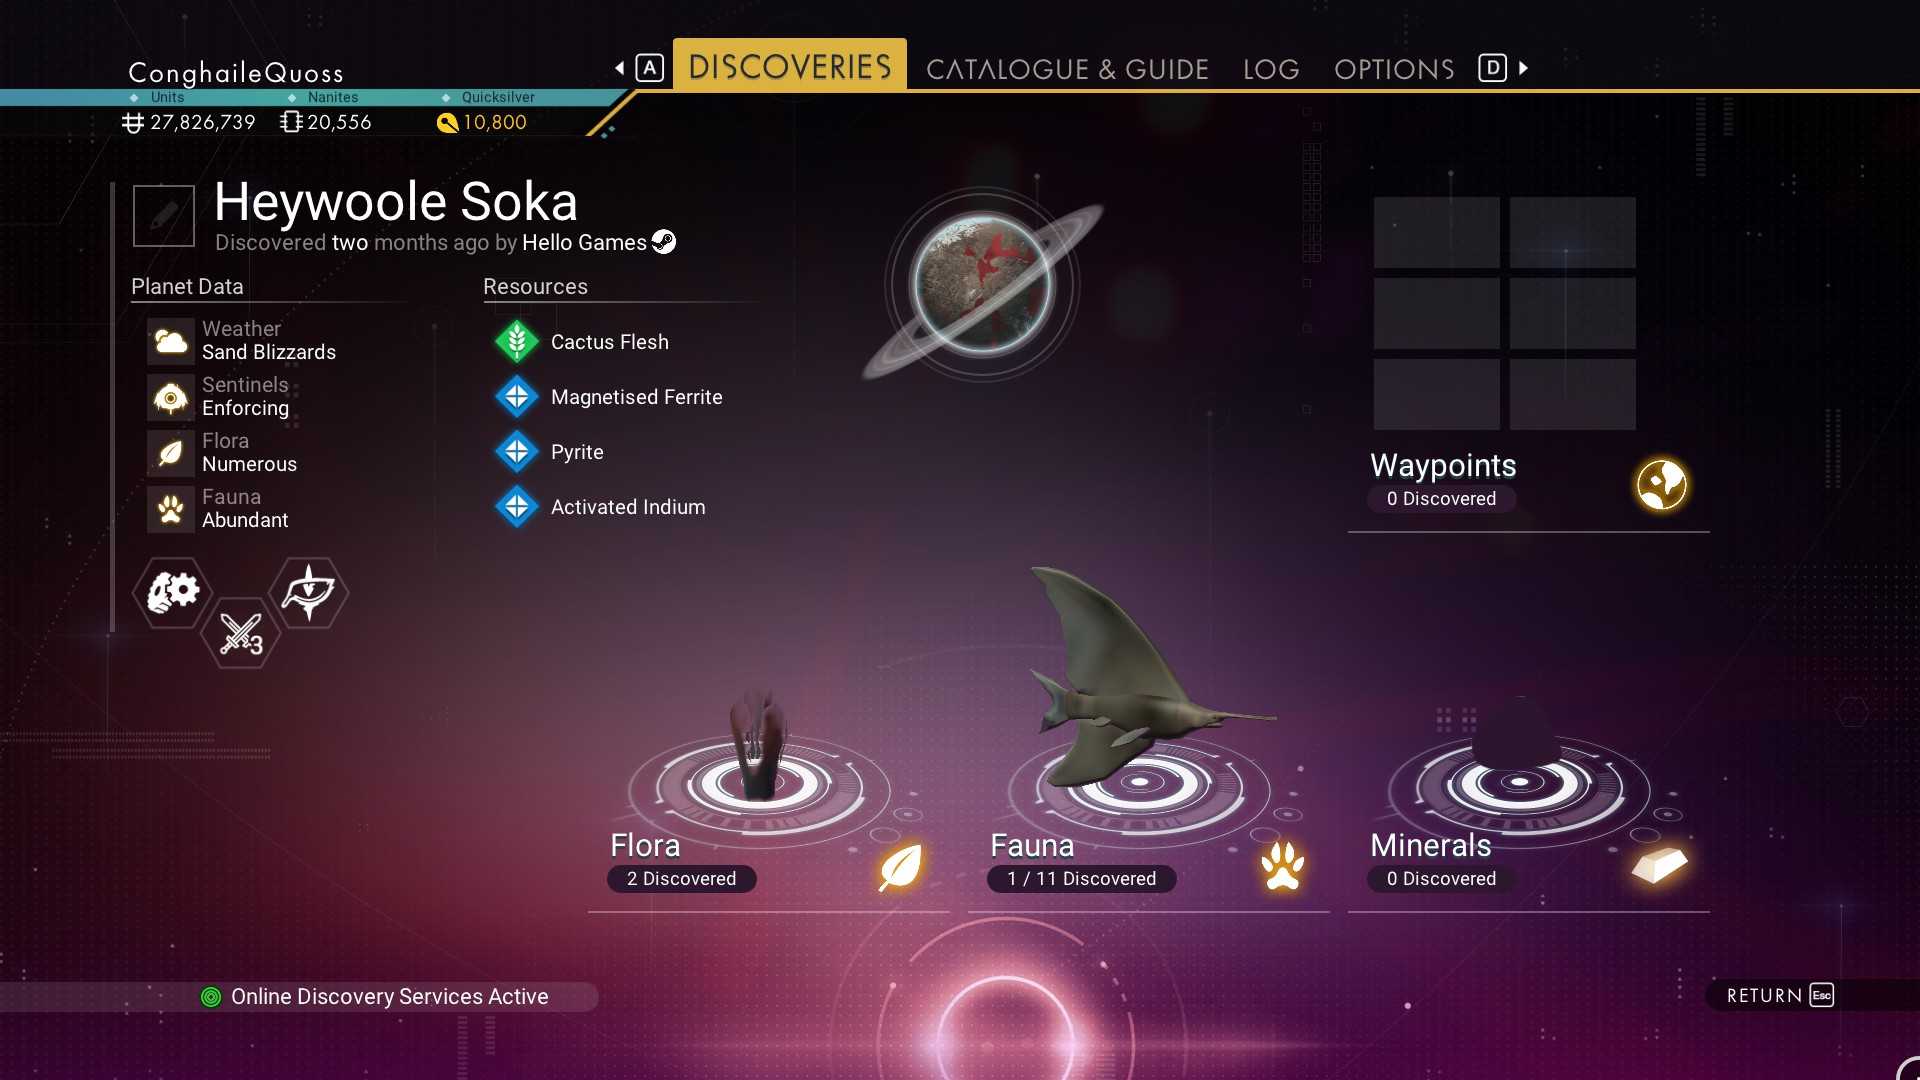 ConghaileQuoss
Units Nanites Quicksilver
27,826,739 20,556 10,800
A DISCOVERIES CATALOGUE & GUIDE LOG OPTIONS D
Heywoole Soka
Discovered two months ago by Hello Games
Planet Data
Weather
Sand Blizzards
Sentinels
Enforcing
Flora
Numerous
Fauna
Abundant
3
Resources
Cactus Flesh
Magnetised Ferrite
Pyrite
Activated Indium
Waypoints
0 Discovered
Flora
2 Discovered
Fauna
1 / 11 Discovered
Minerals
0 Discovered
Online Discovery Services Active
RETURN Esc